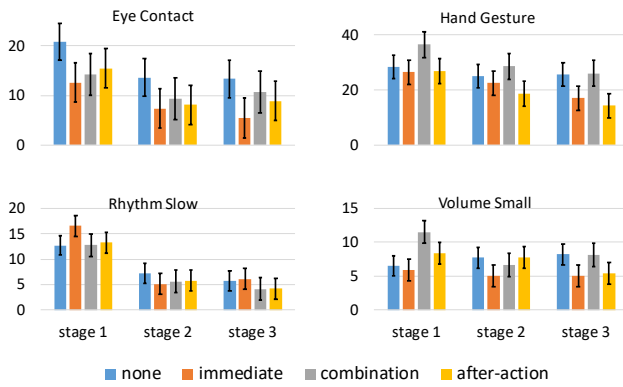 Eye Contact
20
10
0
Hand Gesture
40
20
0
Rhythm Slow
20
15
10
5
0
stage 1 stage 2 stage 3
Volume Small
15
10
5
0
stage 1 stage 2 stage 3
none immediate combination after-action